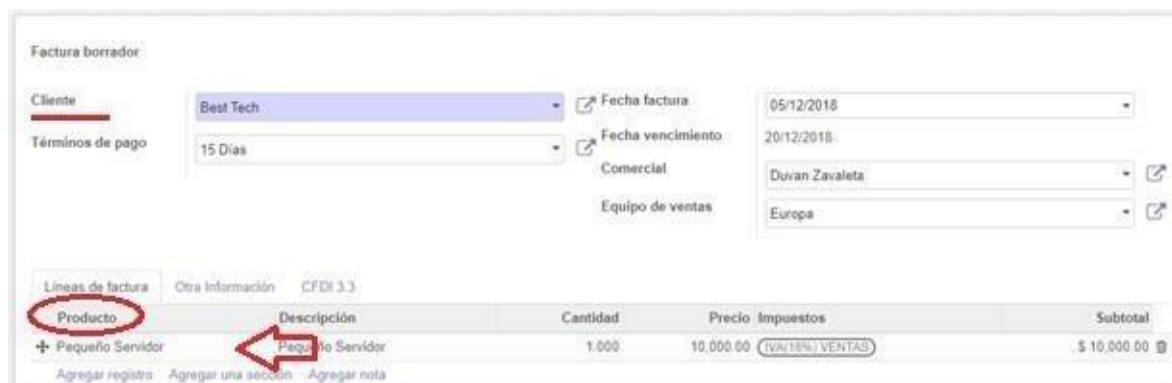 Factura borrador
Cliente Best Tech Fecha factura 05/12/2018
Términos de pago 15 Días Fecha vencimiento 20/12/2018
Comercial Duvan Zavaleta
Equipo de ventas Europa
Líneas de factura Otra Información CFDI 3.3
Producto Descripción Cantidad Precio Impuestos Subtotal
Pequeño Servidor Pequeño Servidor 1.000 10,000.00 IVA(16%) VENTAS $ 10,000.00
Agregar registro Agregar una sección Agregar nota